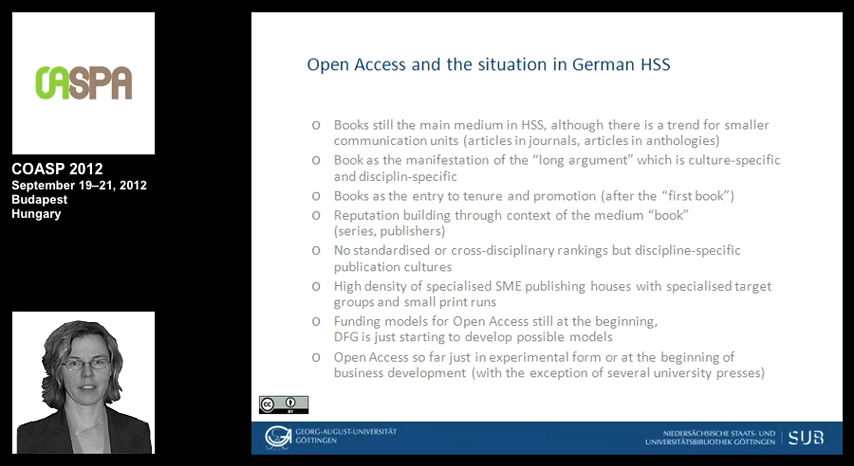 OASPA
COASP 2012
September 19–21, 2012
Budapest
Hungary
Open Access and the situation in German HSS
o Books still the main medium in HSS, although there is a trend for smaller
communication units (articles in journals, articles in anthologies)
o Book as the manifestation of the “long argument” which is culture-specific
and disciplin-specific
o Books as the entry to tenure and promotion (after the “first book”)
o Reputation building through context of the medium “book”
(series, publishers)
o No standardised or cross-disciplinary rankings but discipline-specific
publication cultures
o High density of specialised SME publishing houses with specialised target
groups and small print runs
o Funding models for Open Access still at the beginning,
DFG is just starting to develop possible models
o Open Access so far just in experimental form or at the beginning of
business development (with the exception of several university presses)
cc
BY
GEORG-AUGUST-UNIVERSITÄT
GÖTTINGEN
NIEDERSÄCHSISCHE STAATS- UND
UNIVERSITÄTSBIBLIOTHEK GÖTTINGEN
SUB